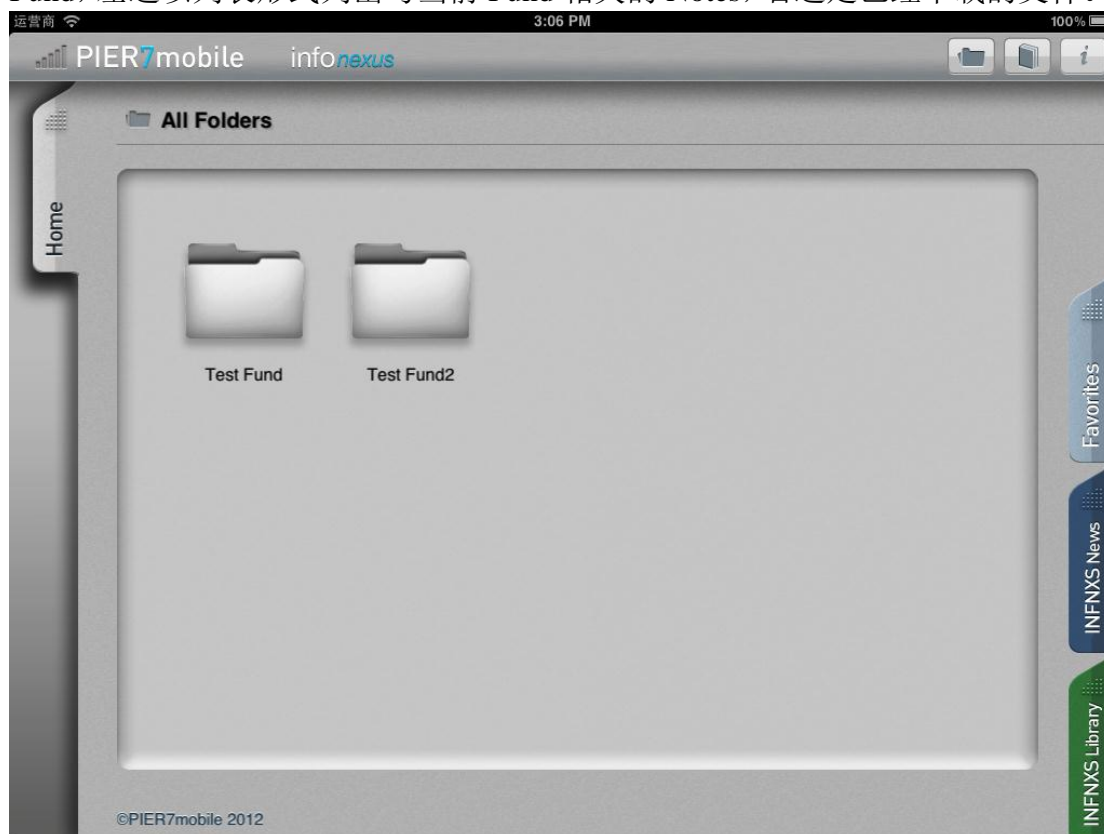 运营商
3:06 PM
100%
PIER7mobile
infonexus
i
All Folders
Home
Test Fund
Test Fund2
Favorites
INFNXS News
INFNXS Library
©PIER7mobile 2012